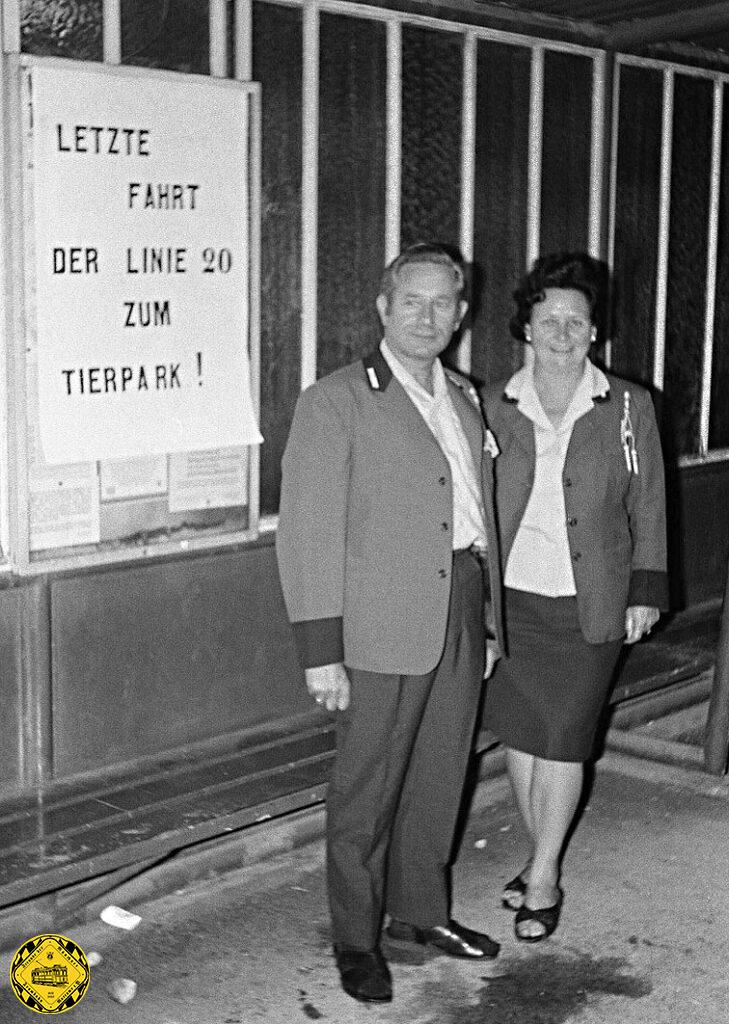 LETZTE
FAHRT
DER LINIE 20
ZUM
TIERPARK !